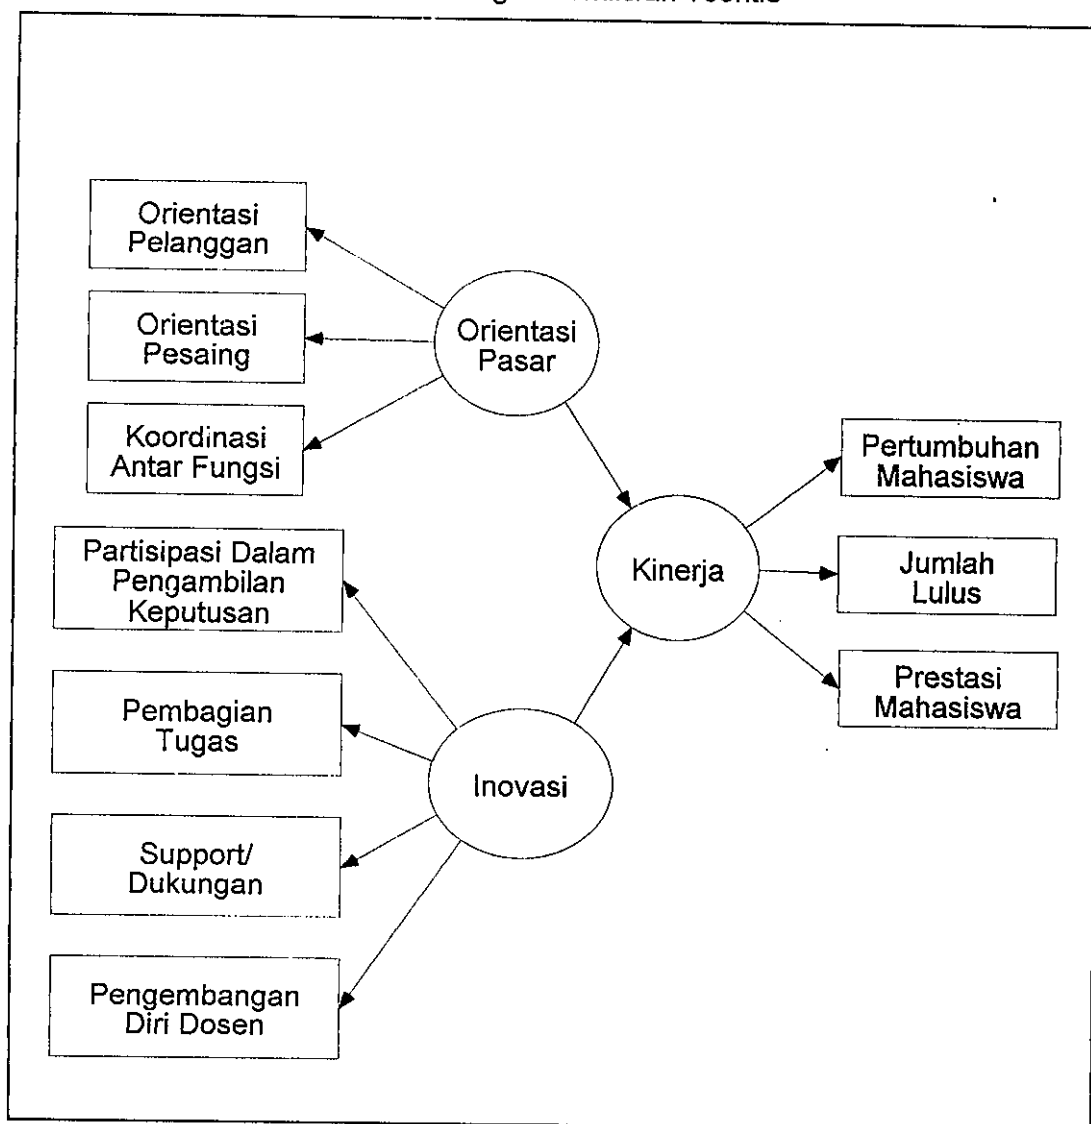 Orientasi
Pelanggan
Orientasi
Pesaing
Koordinasi
Antar Fungsi
Orientasi
Pasar
Partisipasi Dalam
Pengambilan
Keputusan
Pembagian
Tugas
Support/
Dukungan
Pengembangan
Diri Dosen
Inovasi
Kinerja
Pertumbuhan
Mahasiswa
Jumlah
Lulus
Prestasi
Mahasiswa